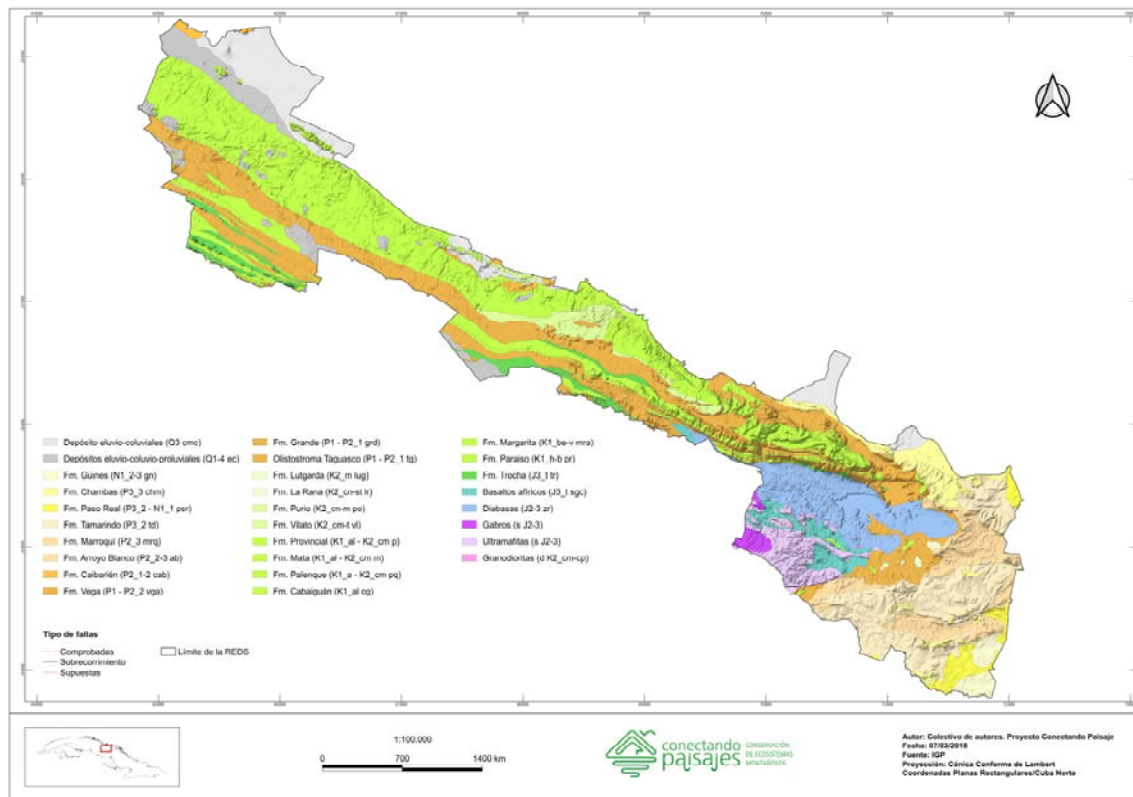 Depósito eluvio-coluviales (Q3 cmc)
Depósitos eluvio-coluvio-proluviales (Q1-4 ec)
Fm. Güines (N1_2-3 gn)
Fm. Chambas (P3_3 chm)
Fm. Paso Real (P3_2 - N1_1 psr)
Fm. Tamarindo (P3_2 td)
Fm. Marroquí (P2_3 mrq)
Fm. Arroyo Blanco (P2_2-3 ab)
Fm. Caibarién (P2_1-2 cab)
Fm. Vega (P1 - P2_2 vga)
Fm. Grande (P1 - P2_1 grd)
Olistostroma Taguasco (P1 - P2_1 tg)
Fm. Lutgarda (K2_m lug)
Fm. La Rana (K2_cn-st lr)
Fm. Purio (K2_cn-m po)
Fm. Vilato (K2_cm-t vl)
Fm. Provincial (K1_al - K2_cm p)
Fm. Mata (K1_al - K2_cm m)
Fm. Palenque (K1_a - K2_cm pq)
Fm. Cabaiguán (K1_al cg)
Fm. Margarita (K1_be-v mra)
Fm. Paraiso (K1_h-b pr)
Fm. Trocha (J3_t tr)
Basaltos afíricos (J3_t sgc)
Diabasas (J2-3 zr)
Gabros (s J2-3)
Ultramafitas (s J2-3)
Granodioritas (d K2_cm-cp)
Tipo de fallas
Comprobadas
Sobrecorrimiento
Supuestas
Límite de la REDS
1:100.000
0 700 1400 km
conectando
paisajes
CONSERVACIÓN
DE ECOSISTEMAS
MONTAÑOSOS
Autor: Colectivo de autores. Proyecto Conectando Paisaje
Fecha: 07/03/2018
Fuente: IGP
Proyección: Cónica Conforme de Lambert
Coordenadas Planas Rectangulares/Cuba Norte